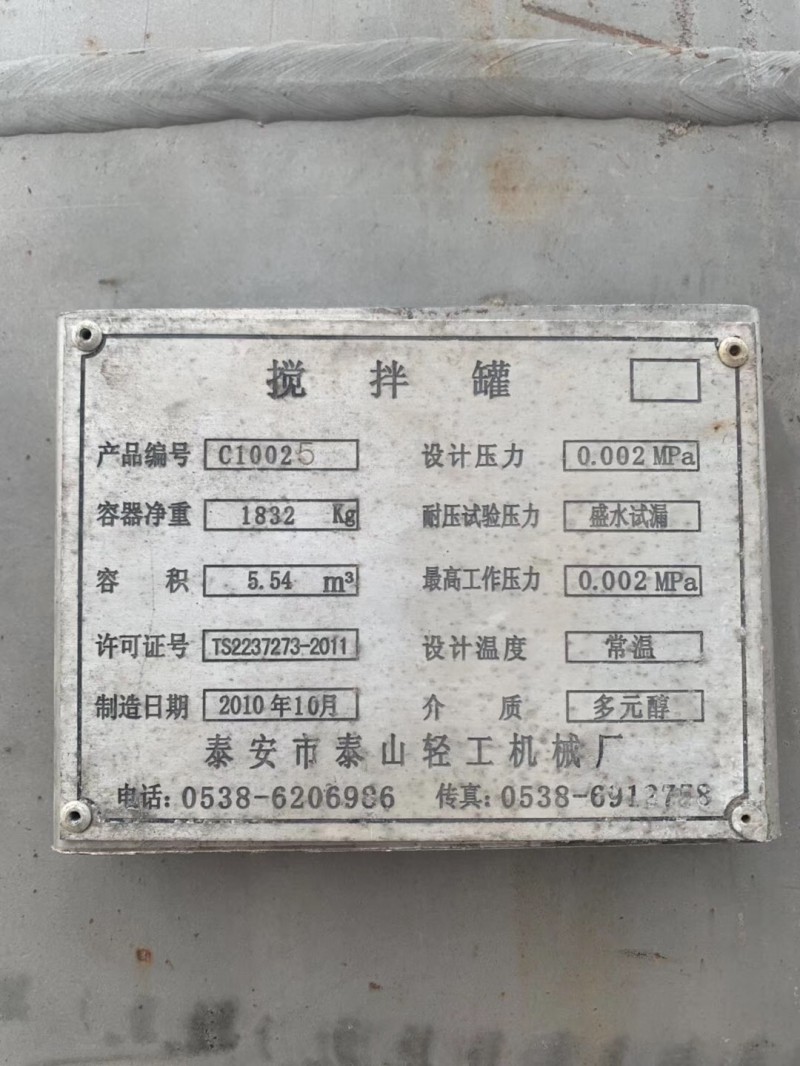 搅拌罐
产品编号 C10025 设计压力 0.002 MPa
容器净重 1832 Kg 耐压试验压力 盛水试漏
容积 5.54 m³ 最高工作压力 0.002 MPa
许可证号 TS2237273-2011 设计温度 常温
制造日期 2010年10月 介质 多元醇
泰安市泰山轻工机械厂
电话: 0538-6206986 传真: